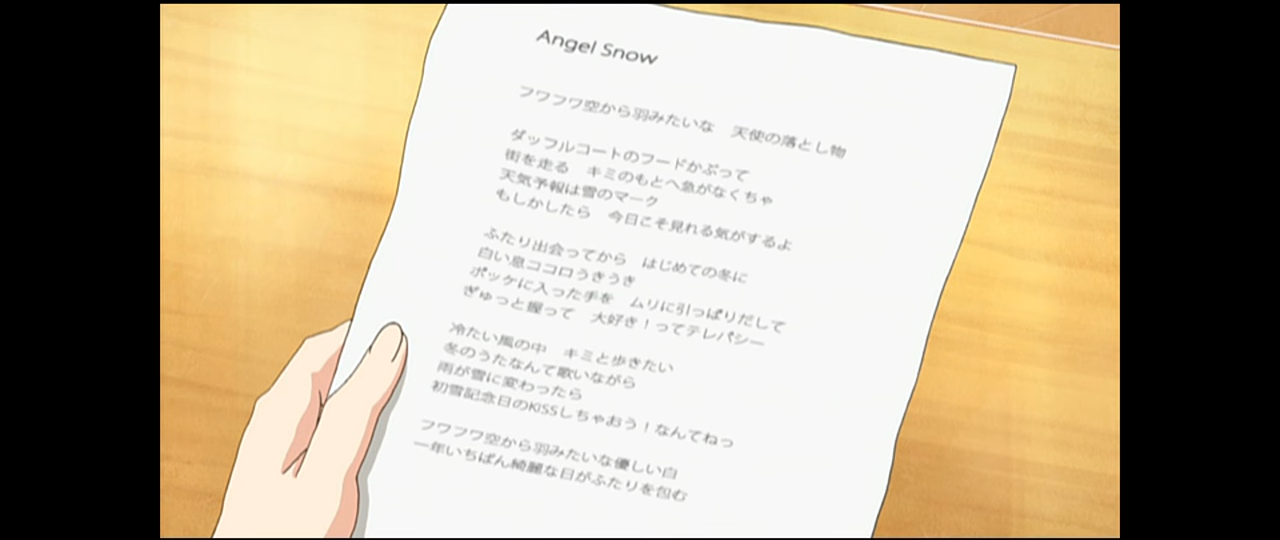 Angel Snow
フワフワ空から羽みたいな　天使の落とし物
ダッフルコートのフードかぶって
街を走る　キミのもとへ急がなくちゃ
天気予報は雪のマーク
もしかしたら　今日こそ見れる気がするよ
ふたり出会ってから　はじめての冬に
白い息ココロうきうき
ポッケに入った手を　ムリに引っぱりだして
ぎゅっと握って　大好き！ってテレパシー
冷たい風の中　キミと歩きたい
冬のうたなんて歌いながら
雨が雪に変わったら
初雪記念日のKISSしちゃおう！なんてねっ
フワフワ空から羽みたいな優しい白
一年いちばん綺麗な日がふたりを包む